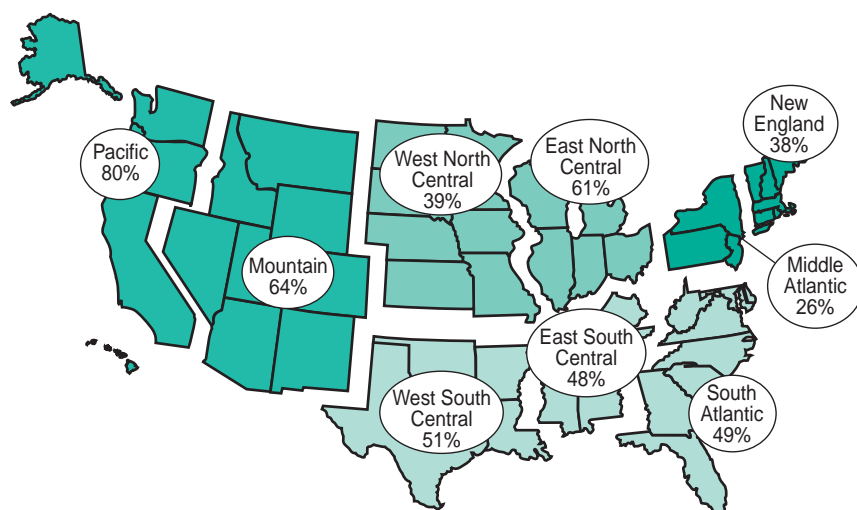 New
England
38%
Pacific
80%
West North
Central
39%
East North
Central
61%
Mountain
64%
Middle
Atlantic
26%
East South
Central
48%
West South
Central
51%
South
Atlantic
49%